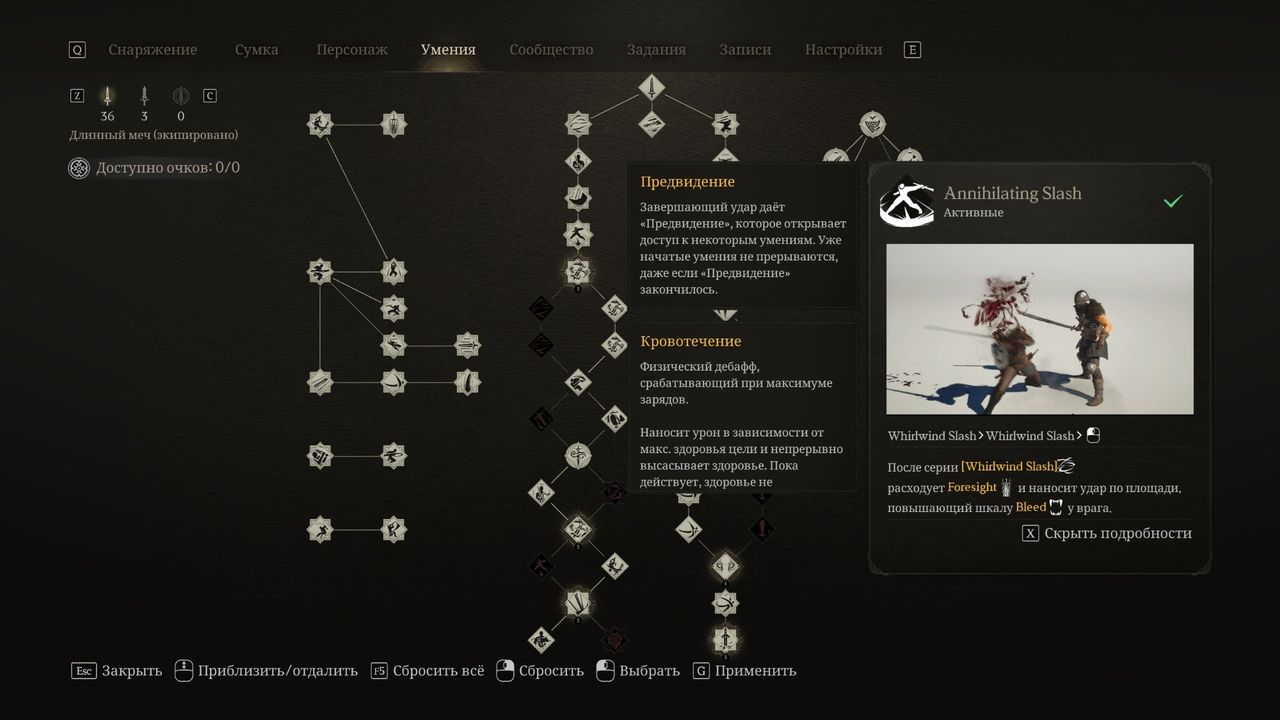 Q Снаряжение Сумка Персонаж Умения Сообщество Задания Записи Настройки E
Z C
36 3 0
Длинный меч (экипировано)
Доступно очков: 0/0
Предвидение
Завершающий удар даёт
«Предвидение», которое открывает
доступ к некоторым умениям. Уже
начатые умения не прерываются,
даже если «Предвидение»
закончилось.
Кровотечение
Физический дебафф,
срабатывающий при максимуме
зарядов.
Наносит урон в зависимости от
макс. здоровья цели и непрерывно
высасывает здоровье. Пока
действует, здоровье не
Annihilating Slash
Активные
Whirlwind Slash > Whirlwind Slash >
После серии [Whirlwind Slash]
расходует Foresight и наносит удар по площади,
повышающий шкалу Bleed у врага.
X Скрыть подробности
Esc Закрыть Приблизить/отдалить F5 Сбросить всё Сбросить Выбрать G Применить